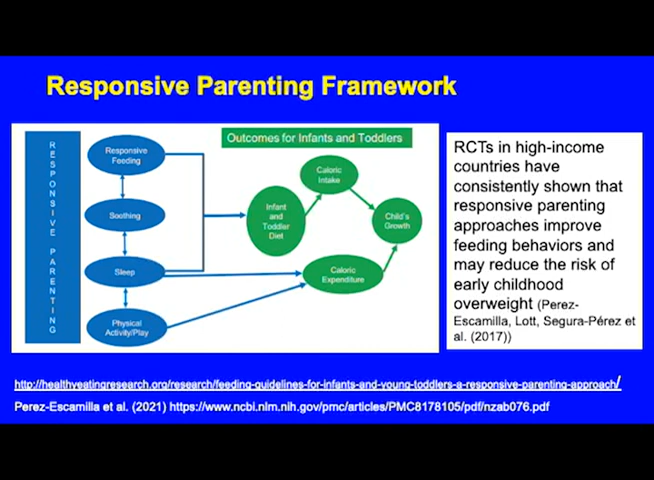 Responsive Parenting Framework
RESPONSIVE PARENTING
Outcomes for Infants and Toddlers
Responsive
Feeding
Soothing
Sleep
Physical
Activity/Play
Infant
and
Toddler
Diet
Caloric
Intake
Child's
Growth
Caloric
Expenditure
RCTs in high-income
countries have
consistently shown that
responsive parenting
approaches improve
feeding behaviors and
may reduce the risk of
early childhood
overweight (Perez-
Escamilla, Lott, Segura-Pérez et
al. (2017))
http://healthyeatingresearch.org/research/feeding-guidelines-for-infants-and-young-toddlers-a-responsive-parenting-approach/
Perez-Escamilla et al. (2021) https://www.ncbi.nlm.nih.gov/pmc/articles/PMC8178105/pdf/nzab076.pdf